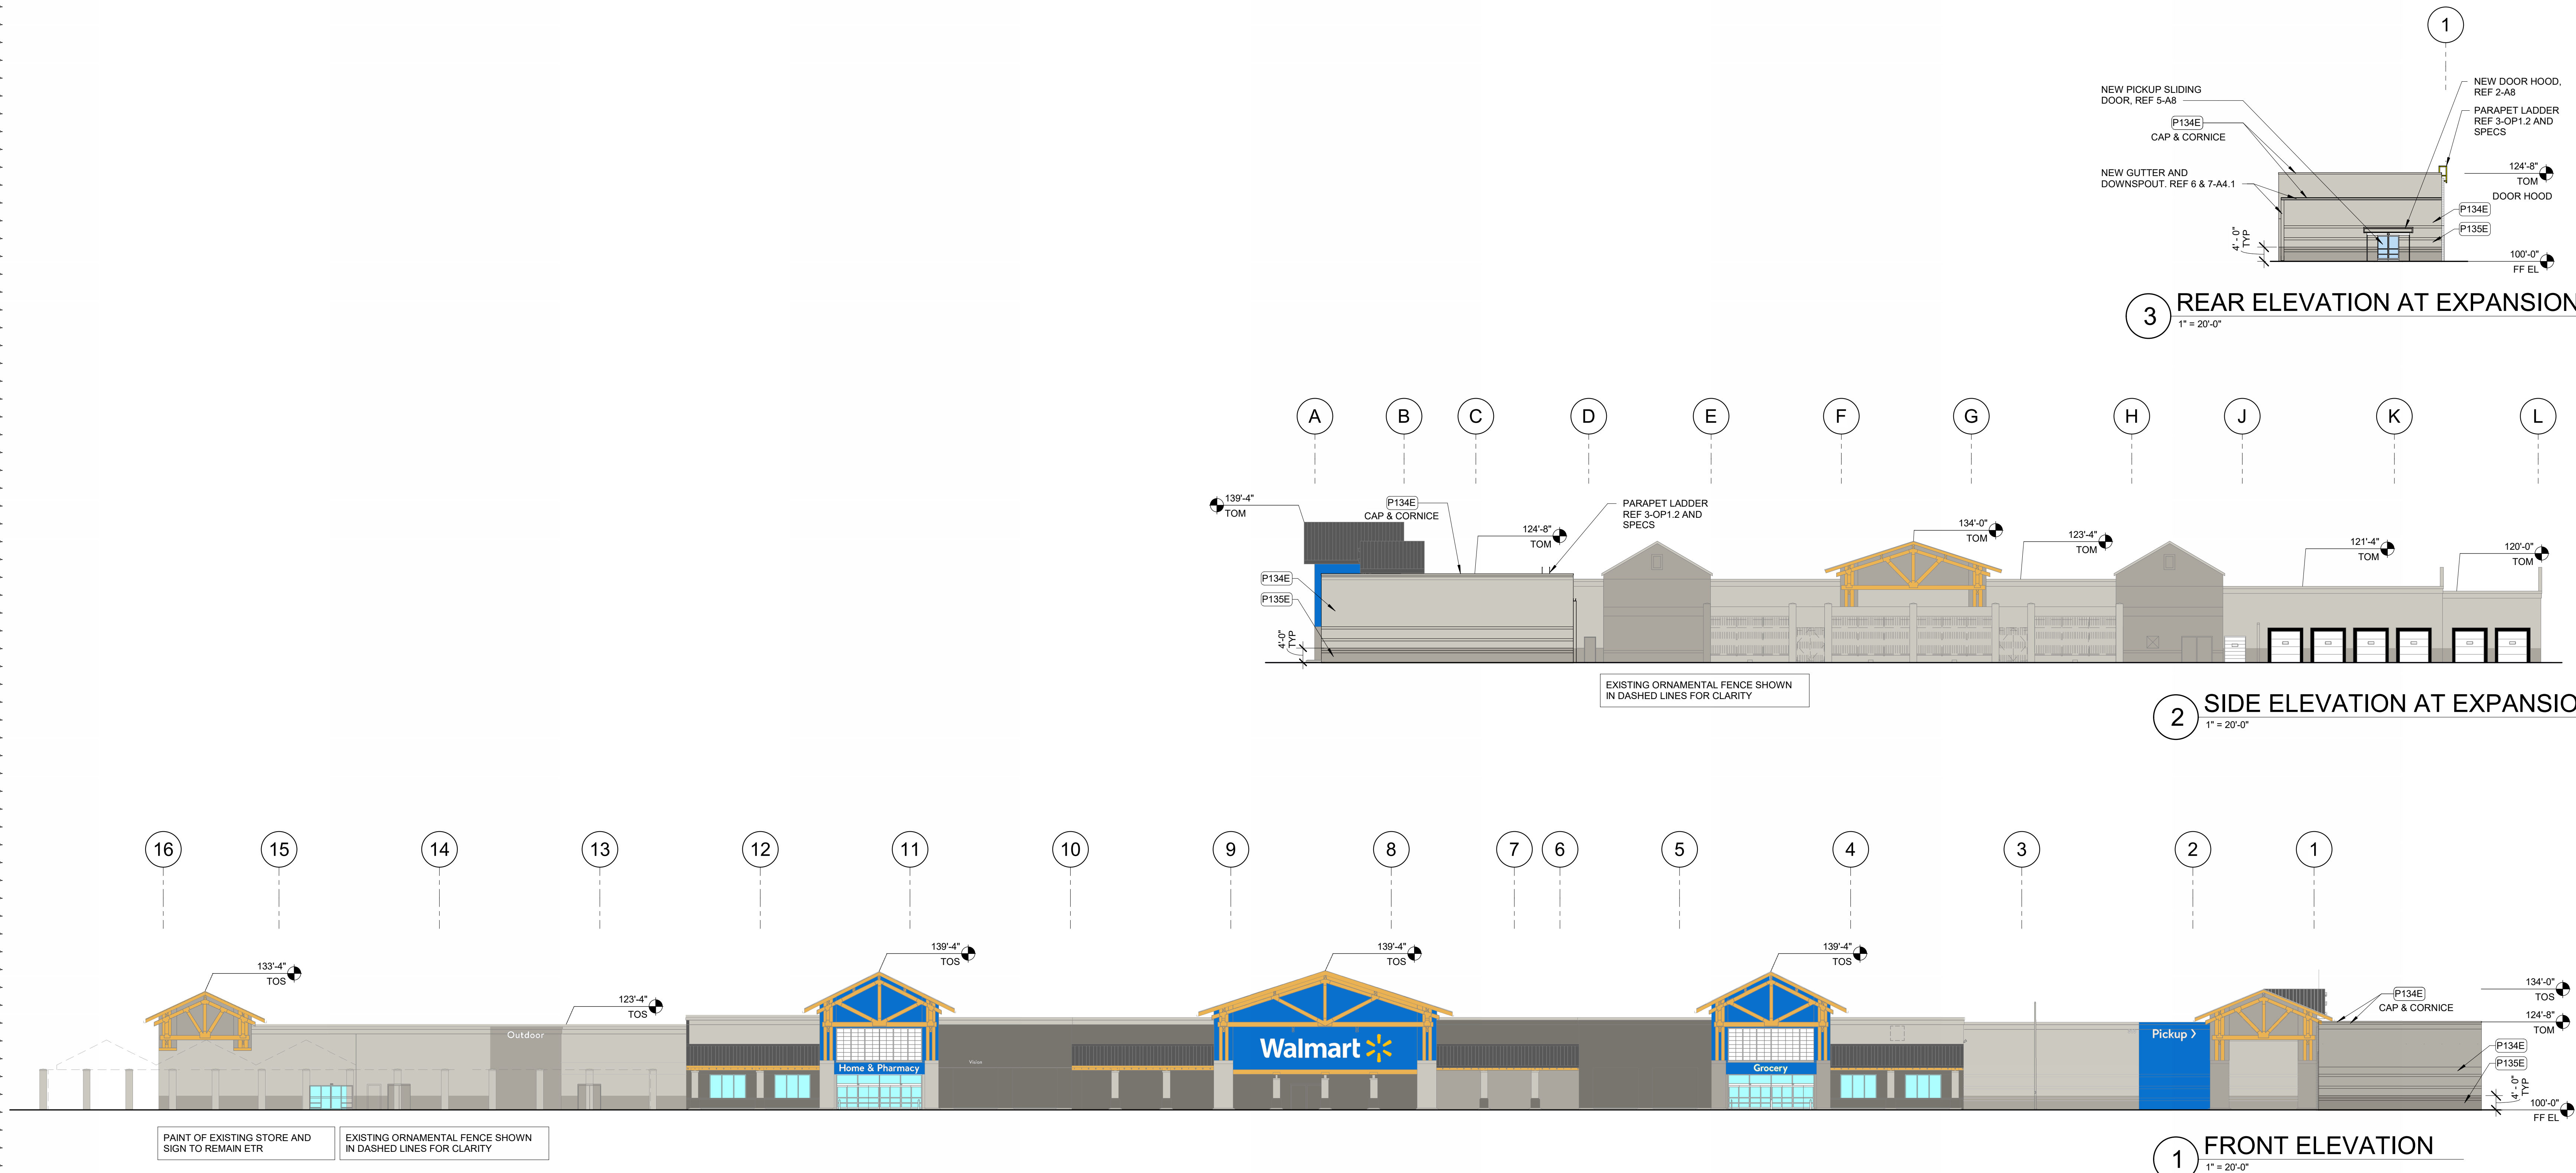 1
NEW PICKUP SLIDING
DOOR, REF 5-A8
P134E
CAP & CORNICE
NEW GUTTER AND
DOWNSPOUT. REF 6 & 7-A4.1
NEW DOOR HOOD,
REF 2-A8
PARAPET LADDER
REF 3-OP1.2 AND
SPECS
124'-8"
TOM
DOOR HOOD
P134E
P135E
4'-0"
TYP
100'-0"
FF EL
3 REAR ELEVATION AT EXPANSION
1" = 20'-0"
A B C D E F G H J K L
139'-4"
TOM
P134E
CAP & CORNICE
124'-8"
TOM
PARAPET LADDER
REF 3-OP1.2 AND
SPECS
134'-0"
TOM
123'-4"
TOM
121'-4"
TOM
120'-0"
TOM
P134E
P135E
4'-0"
TYP
EXISTING ORNAMENTAL FENCE SHOWN
IN DASHED LINES FOR CLARITY
2 SIDE ELEVATION AT EXPANSIO
1" = 20'-0"
16 15 14 13 12 11 10 9 8 7 6 5 4 3 2 1
133'-4"
TOS
123'-4"
TOS
139'-4"
TOS
139'-4"
TOS
139'-4"
TOS
134'-0"
TOS
124'-8"
TOM
P134E
CAP & CORNICE
P134E
P135E
4'-0"
TYP
100'-0"
FF EL
Outdoor
Home & Pharmacy
Vision
Walmart
Grocery
Pickup >
PAINT OF EXISTING STORE AND
SIGN TO REMAIN ETR
EXISTING ORNAMENTAL FENCE SHOWN
IN DASHED LINES FOR CLARITY
1 FRONT ELEVATION
1" = 20'-0"